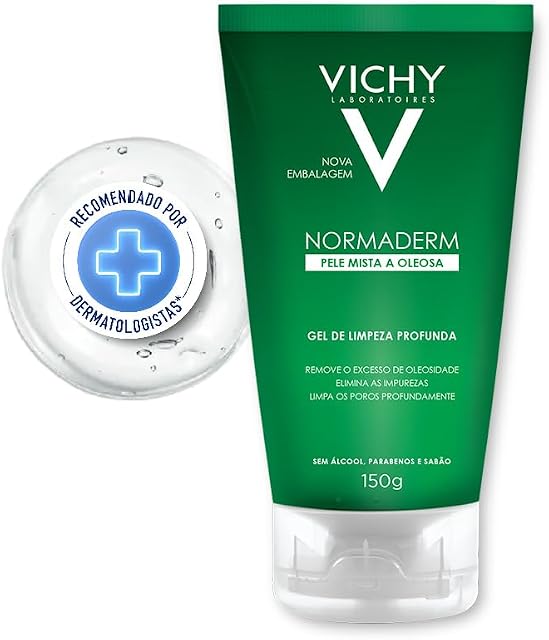 RECOMENDADO POR
DERMATOLOGISTAS*
VICHY
LABORATOIRES
V
NOVA
EMBALAGEM
NORMADERM
PELE MISTA A OLEOSA
GEL DE LIMPEZA PROFUNDA
REMOVE O EXCESSO DE OLEOSIDADE
ELIMINA AS IMPUREZAS
LIMPA OS POROS PROFUNDAMENTE
SEM ÁLCOOL, PARABENOS E SABÃO
150g